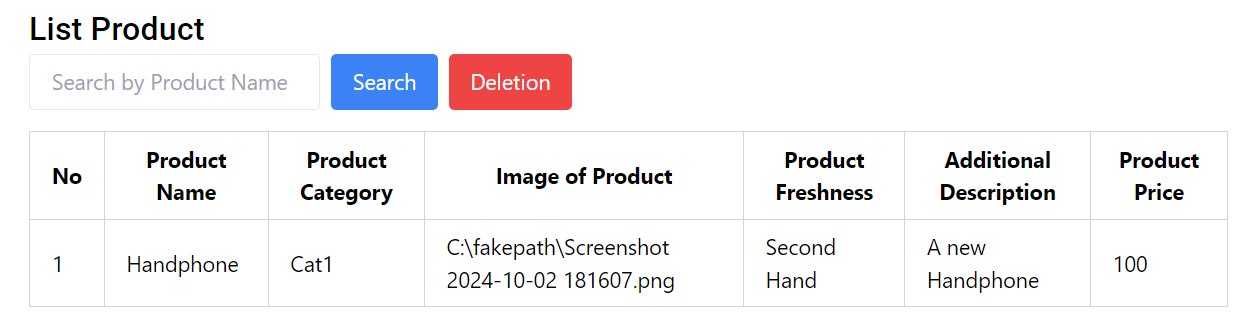 List Product
Search by Product Name Search Deletion
No Product Name Product Category Image of Product Product Freshness Additional Description Product Price
1 Handphone Cat1 C:\fakepath\Screenshot 2024-10-02 181607.png Second Hand A new Handphone 100